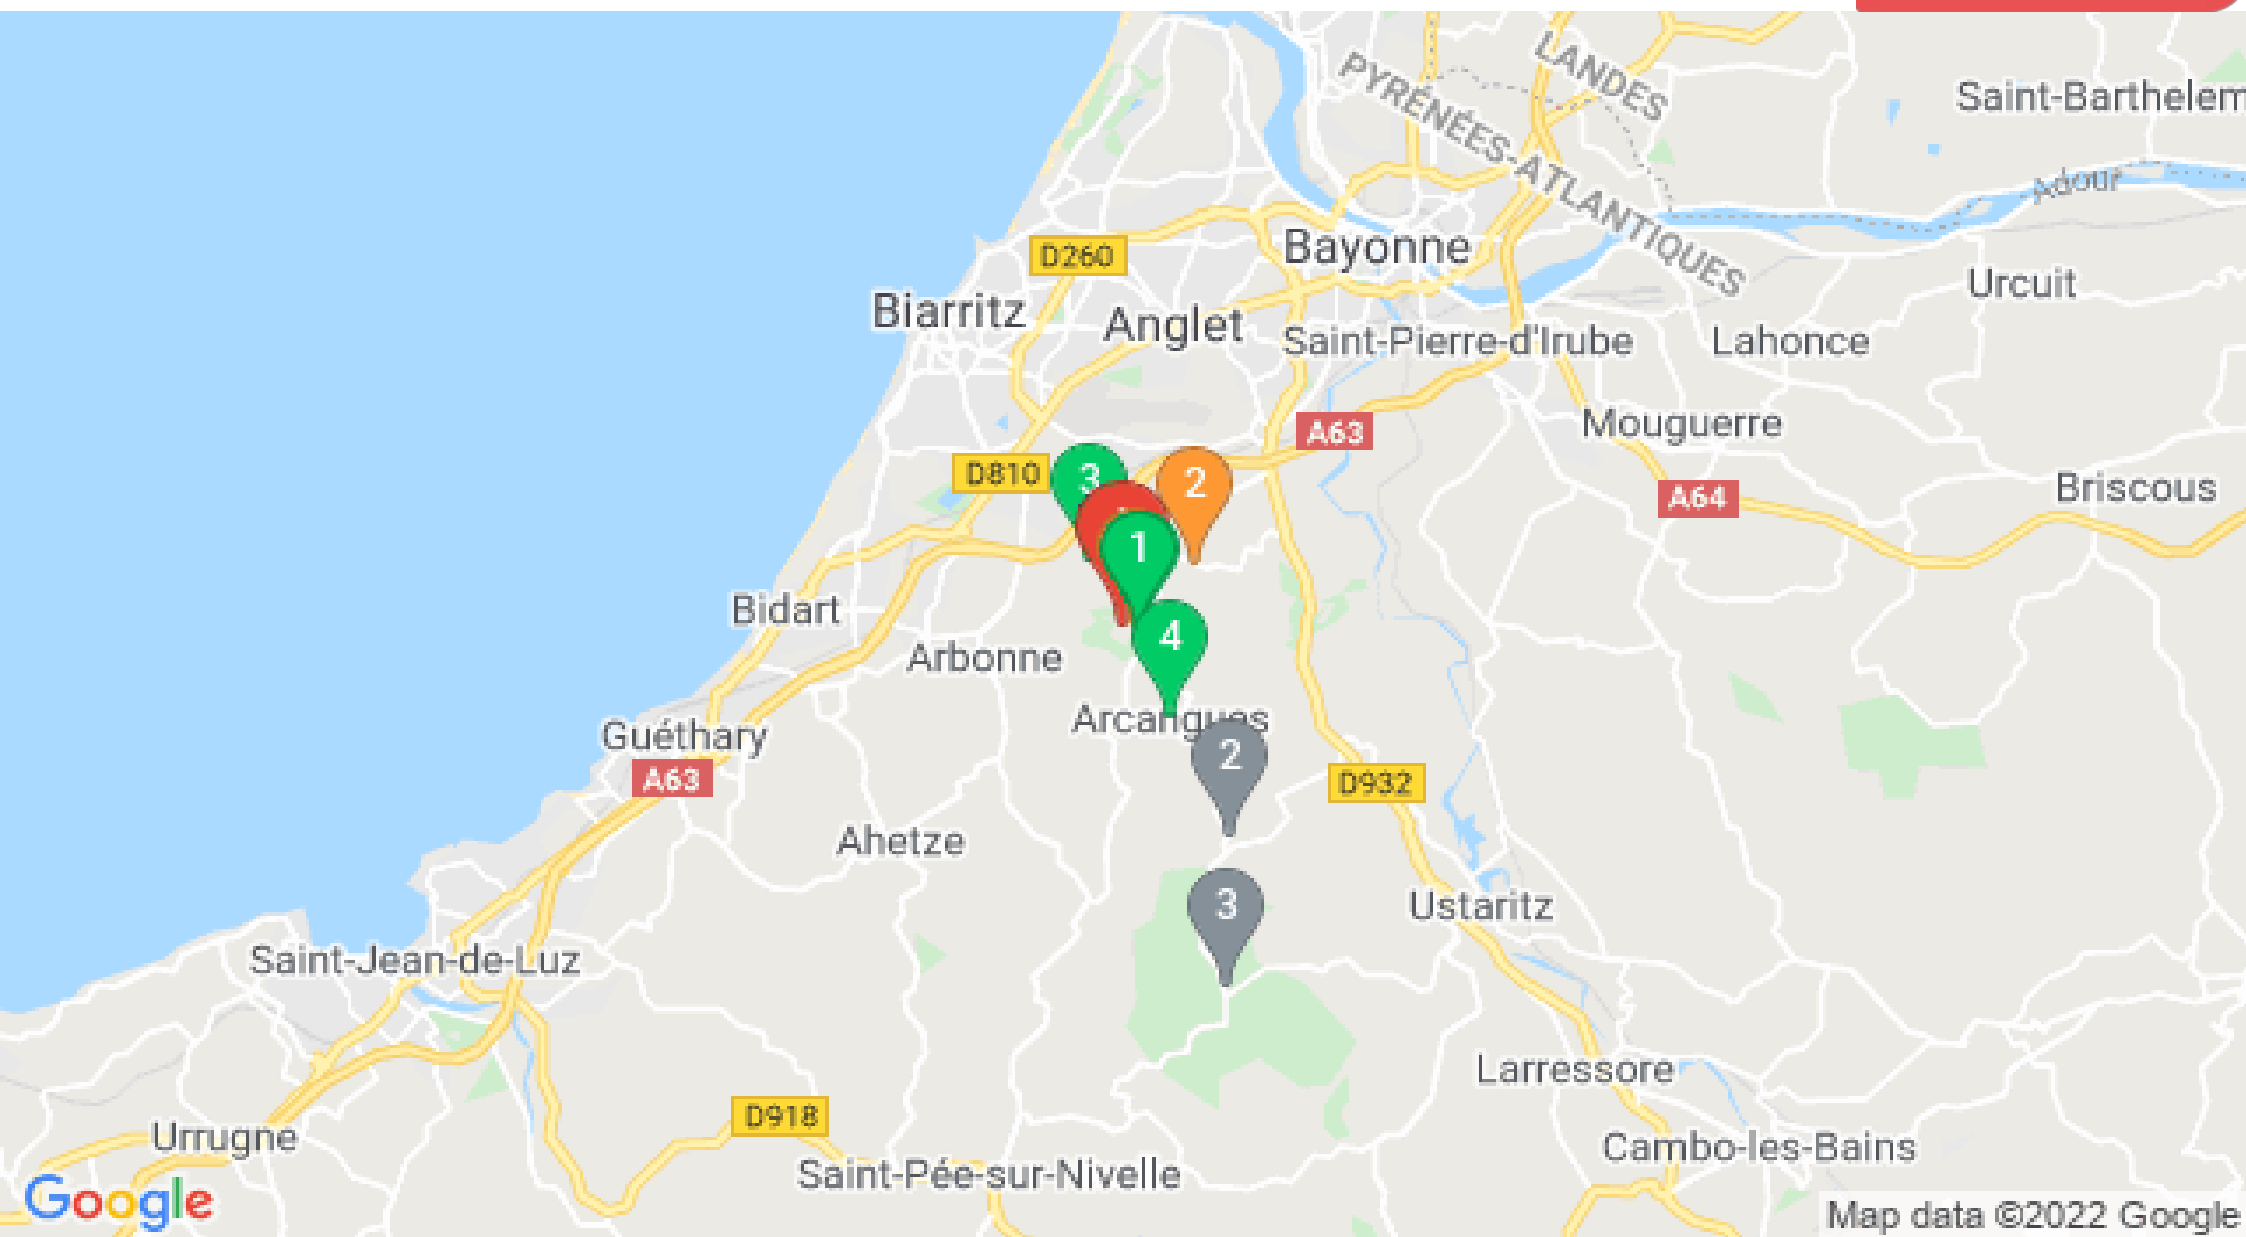 LANDES
PYRÉNÉES-ATLANTIQUES
Saint-Barthelem
Adour
D260
Bayonne
Urcuit
Biarritz
Anglet
Saint-Pierre-d'Irube
Lahonce
Mouguerre
A63
D810
3
2
A64
Briscous
1
Bidart
4
Arbonne
Arcangues
Guéthary
2
A63
D932
Ahetze
3
Ustaritz
Saint-Jean-de-Luz
Larressore
D918
Urrugne
Cambo-les-Bains
Saint-Pée-sur-Nivelle
Google
Map data ©2022 Google